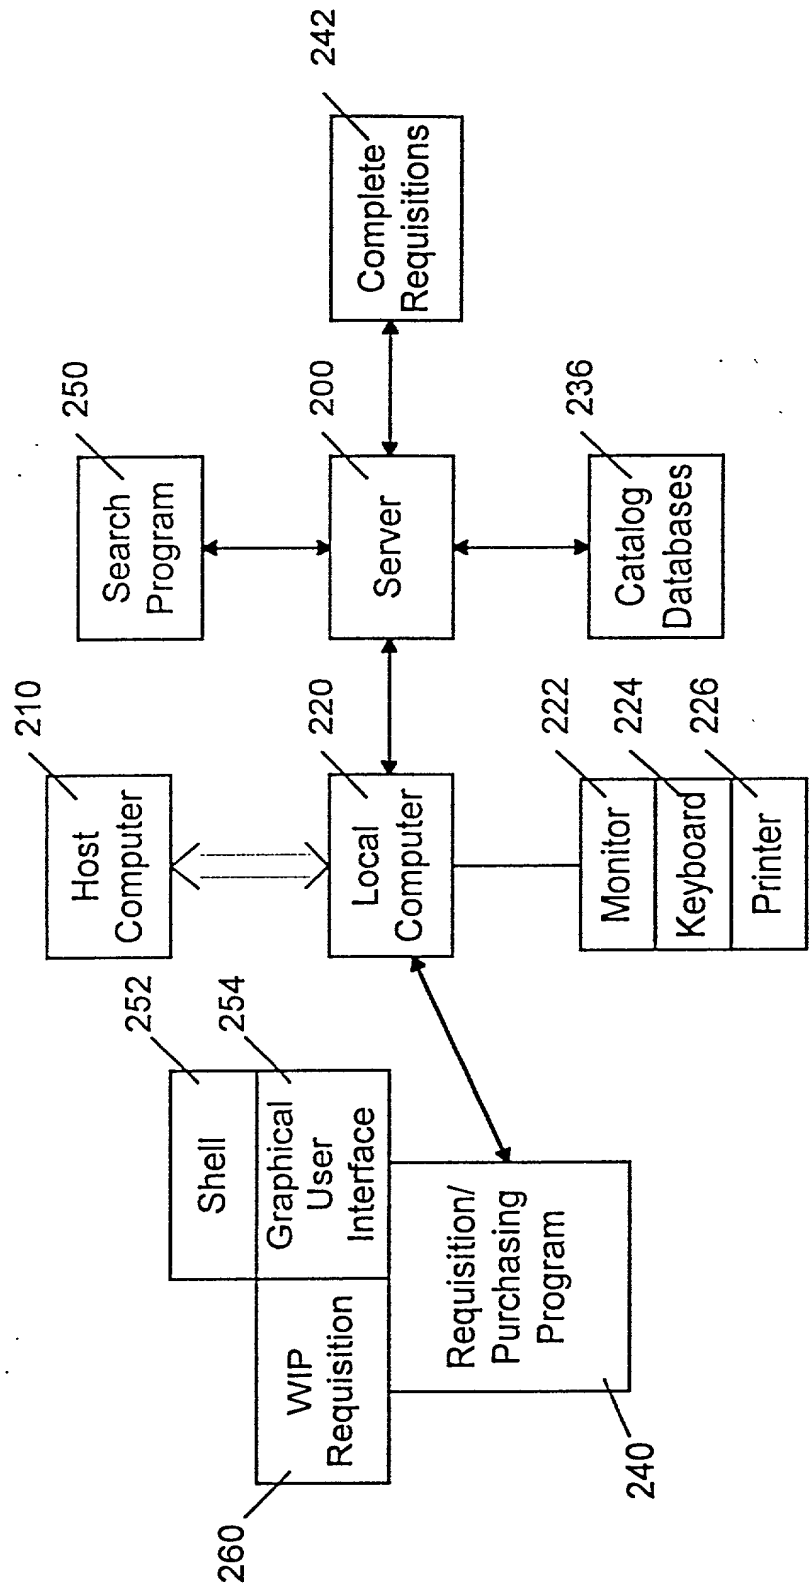 242
Complete
Requisitions
250
Search
Program
200
Server
236
Catalog
Databases
210
Host
Computer
220
Local
Computer
222
Monitor
224
Keyboard
226
Printer
252
Shell
254
Graphical
User
Interface
WIP
Requisition
260
Requisition/
Purchasing
Program
240